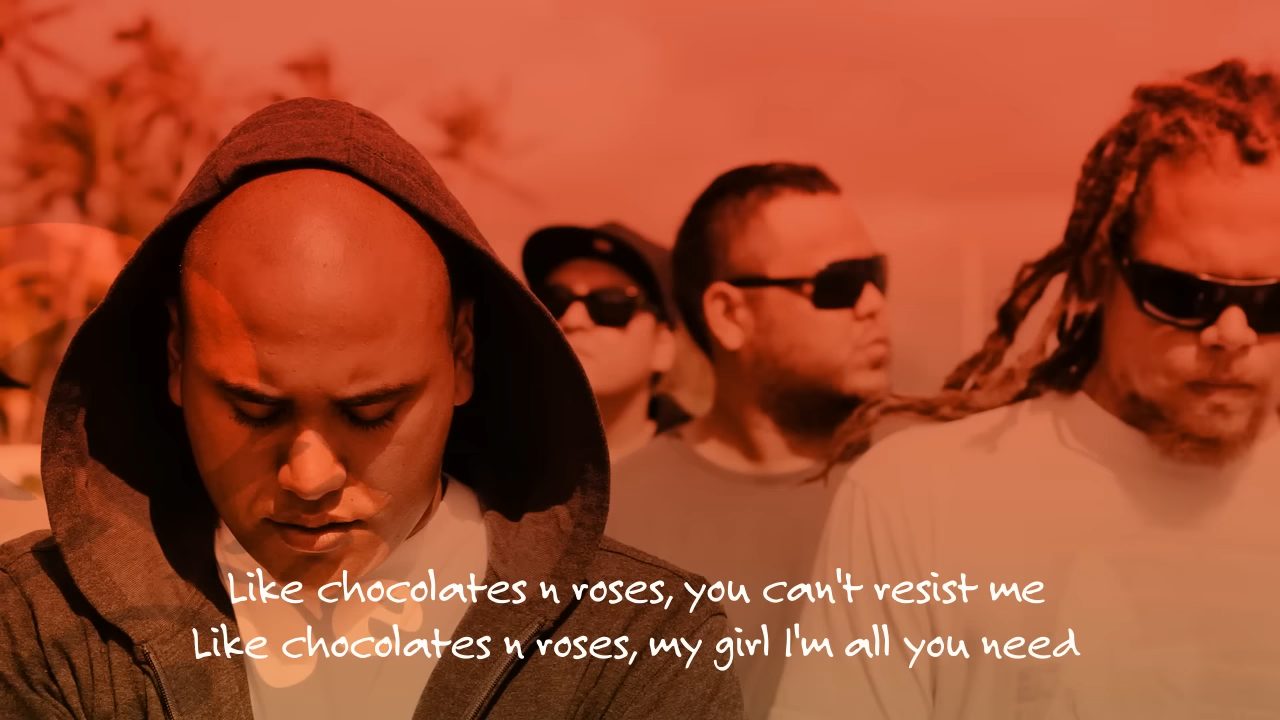 Like chocolates n roses, you can't resist me
Like chocolates n roses, my girl I'm all you need